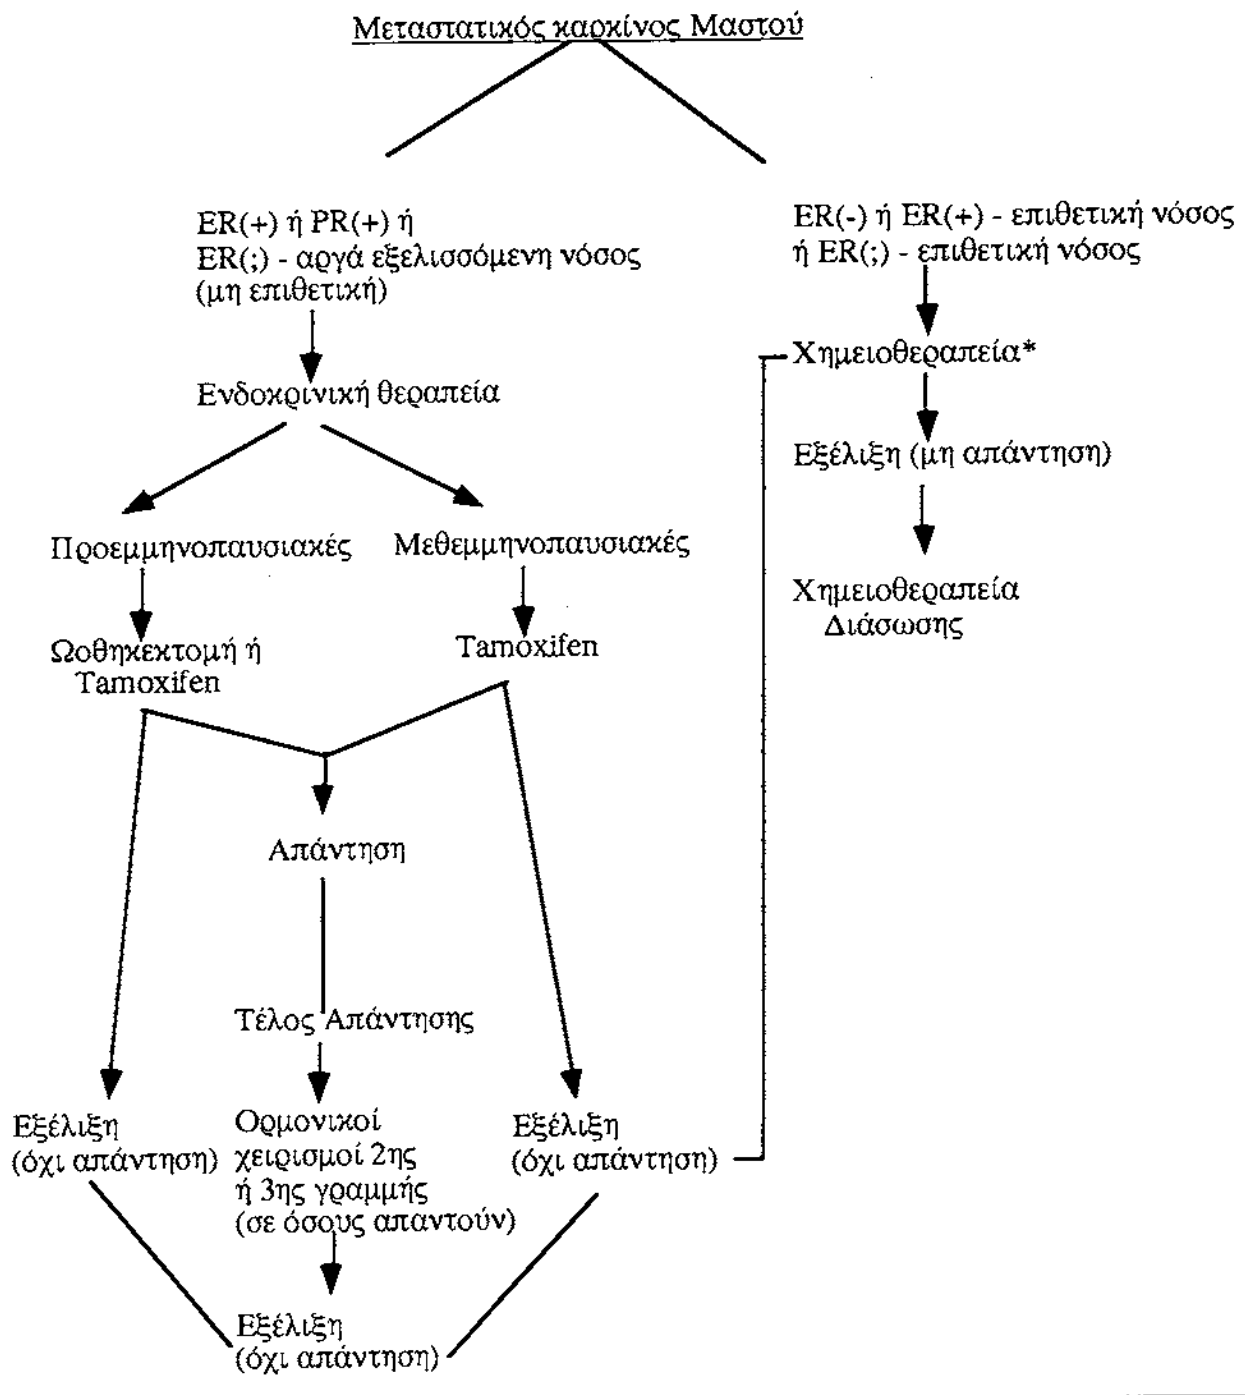 Μεταστατικός καρκίνος Μαστού
ER(+) ή PR(+) ή
ER(;) - αργά εξελισσόμενη νόσος
(μη επιθετική)
ER(-) ή ER(+) - επιθετική νόσος
ή ER(;) - επιθετική νόσος
Χημειοθεραπεία*
Ενδοκρινική θεραπεία
Εξέλιξη (μη απάντηση)
Προεμμηνοπαυσιακές
Μεθεμμηνοπαυσιακές
Χημειοθεραπεία
Διάσωσης
Ωοθηκεκτομή ή
Tamoxifen
Tamoxifen
Απάντηση
Τέλος Απάντησης
Εξέλιξη
(όχι απάντηση)
Ορμονικοί
χειρισμοί 2ης
ή 3ης γραμμής
(σε όσους απαντούν)
Εξέλιξη
(όχι απάντηση)
Εξέλιξη
(όχι απάντηση)